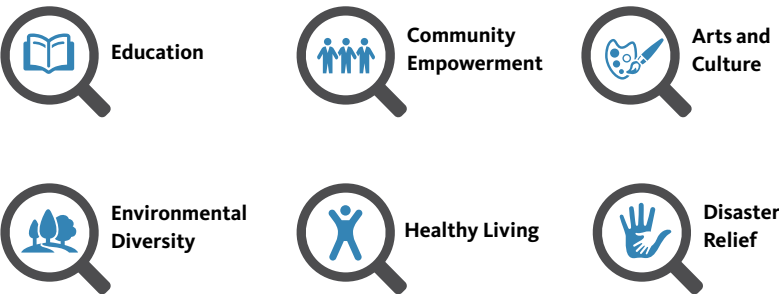 Education
Community
Empowerment
Arts and
Culture
Environmental
Diversity
Healthy Living
Disaster
Relief